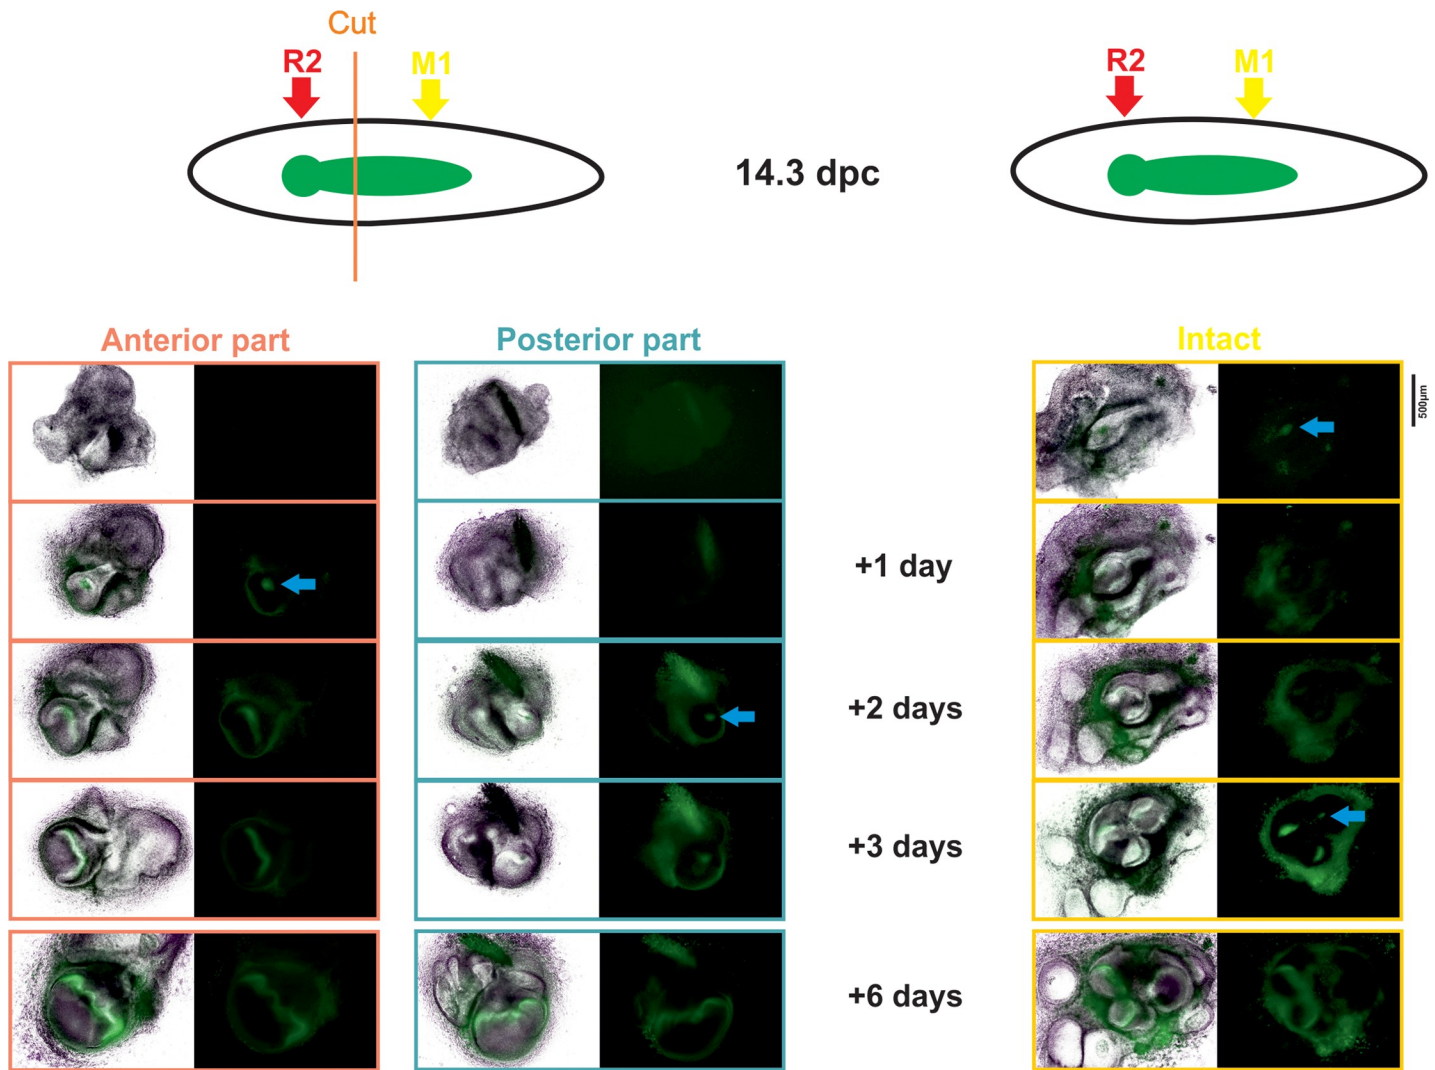 Cut
R2
M1
R2
M1
14.3 dpc
Anterior part
Posterior part
Intact
500µm
+1 day
+2 days
+3 days
+6 days